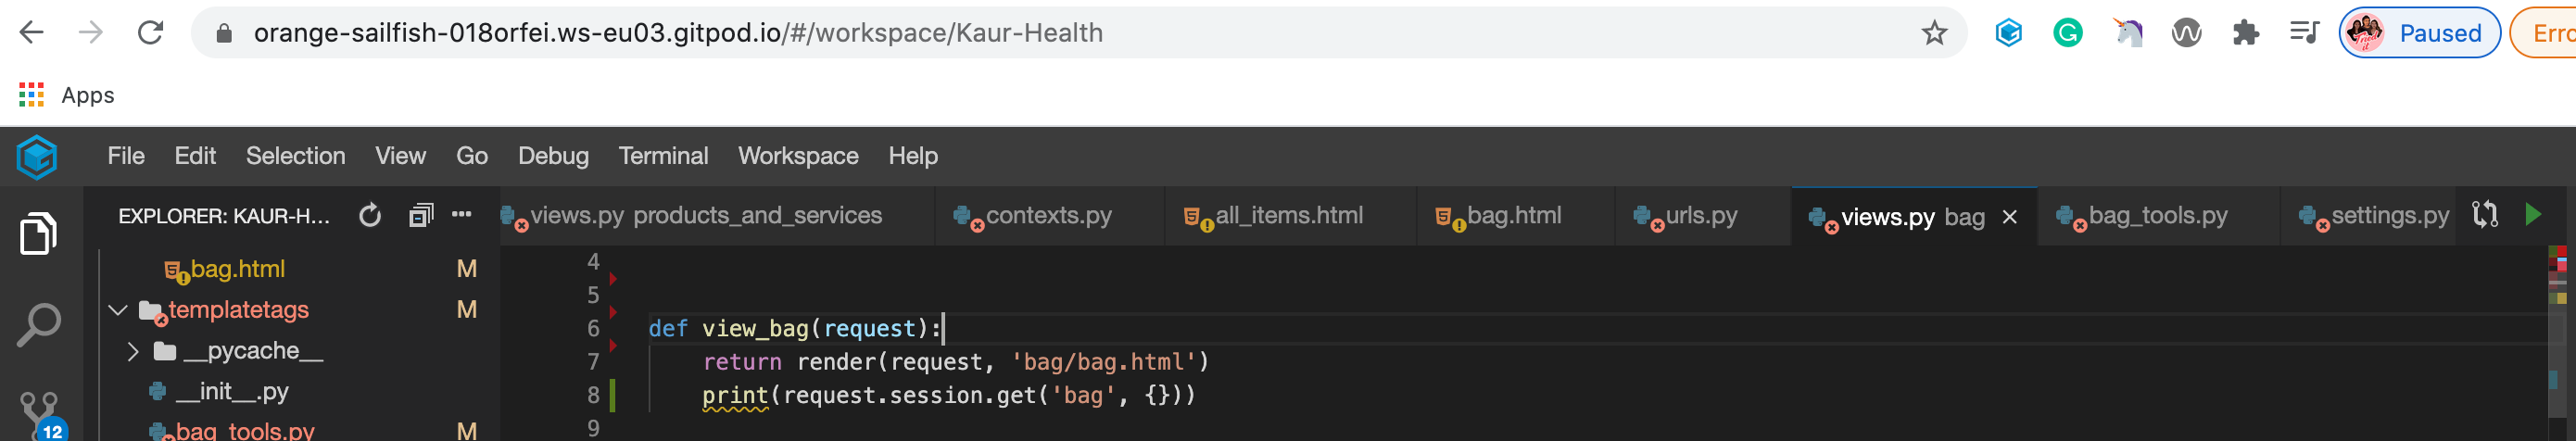 orange-sailfish-018orfei.ws-eu03.gitpod.io/#/workspace/Kaur-Health
Paused
Erro
Apps
File Edit Selection View Go Debug Terminal Workspace Help
EXPLORER: KAUR-H... views.py products_and_services contexts.py all_items.html bag.html urls.py views.py bag bag_tools.py settings.py
bag.html M
templatetags M
__pycache__
__init__.py
bag_tools.py M
12
4
5
6 def view_bag(request):
7 return render(request, 'bag/bag.html')
8 print(request.session.get('bag', {}))
9